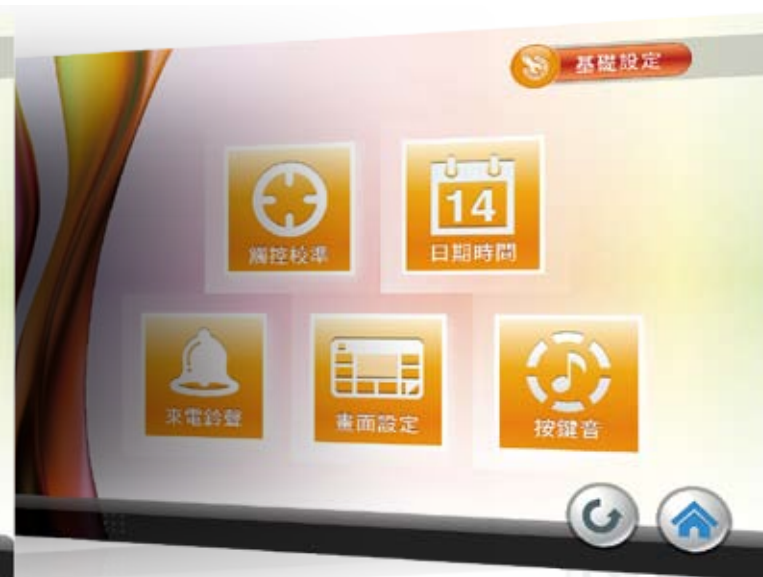 基礎設定
觸控校準
14
日期時間
來電鈴聲
畫面設定
按鍵音